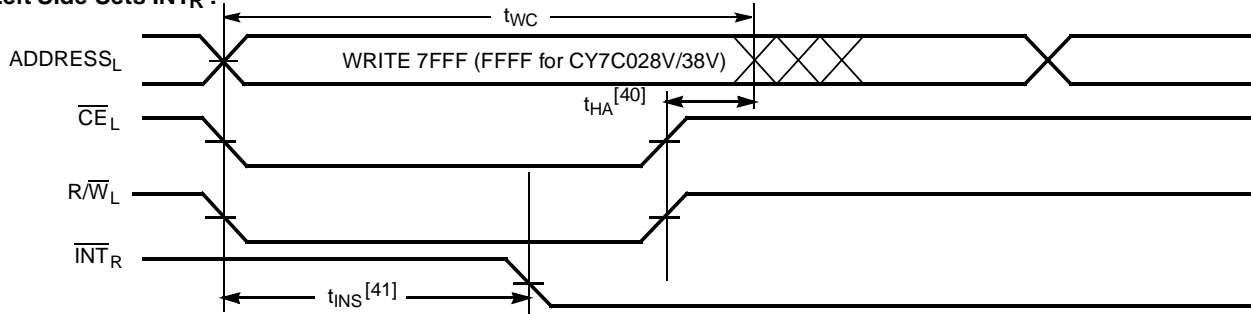 Left Side Sets INTR :
tWC
ADDRESSL
WRITE 7FFF (FFFF for CY7C028V/38V)
tHA[40]
CEL
R/WL
INTR
tINS[41]